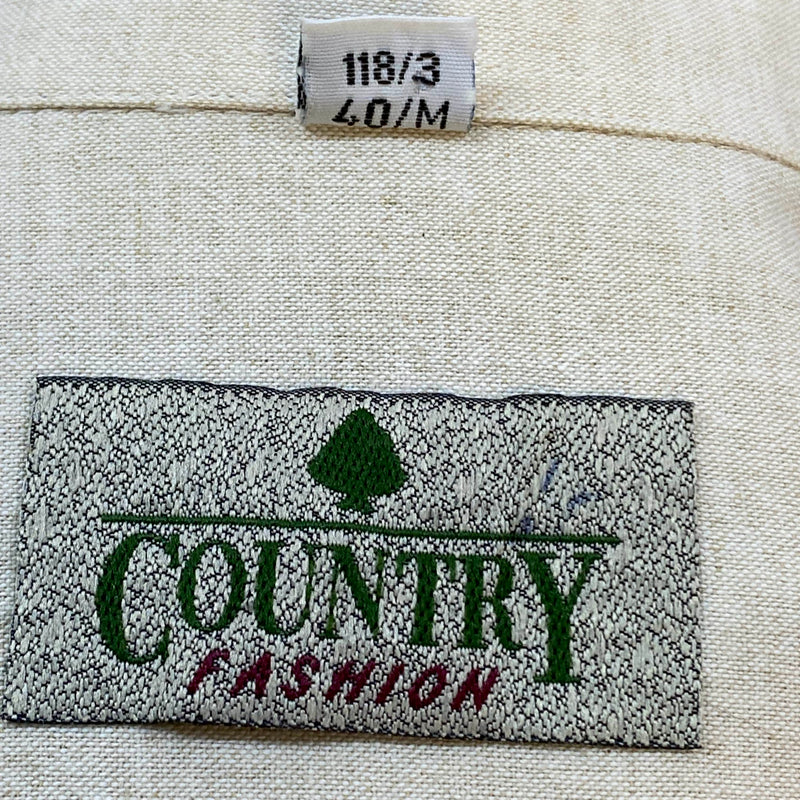 118/3
40/M
COUNTRY
FASHION